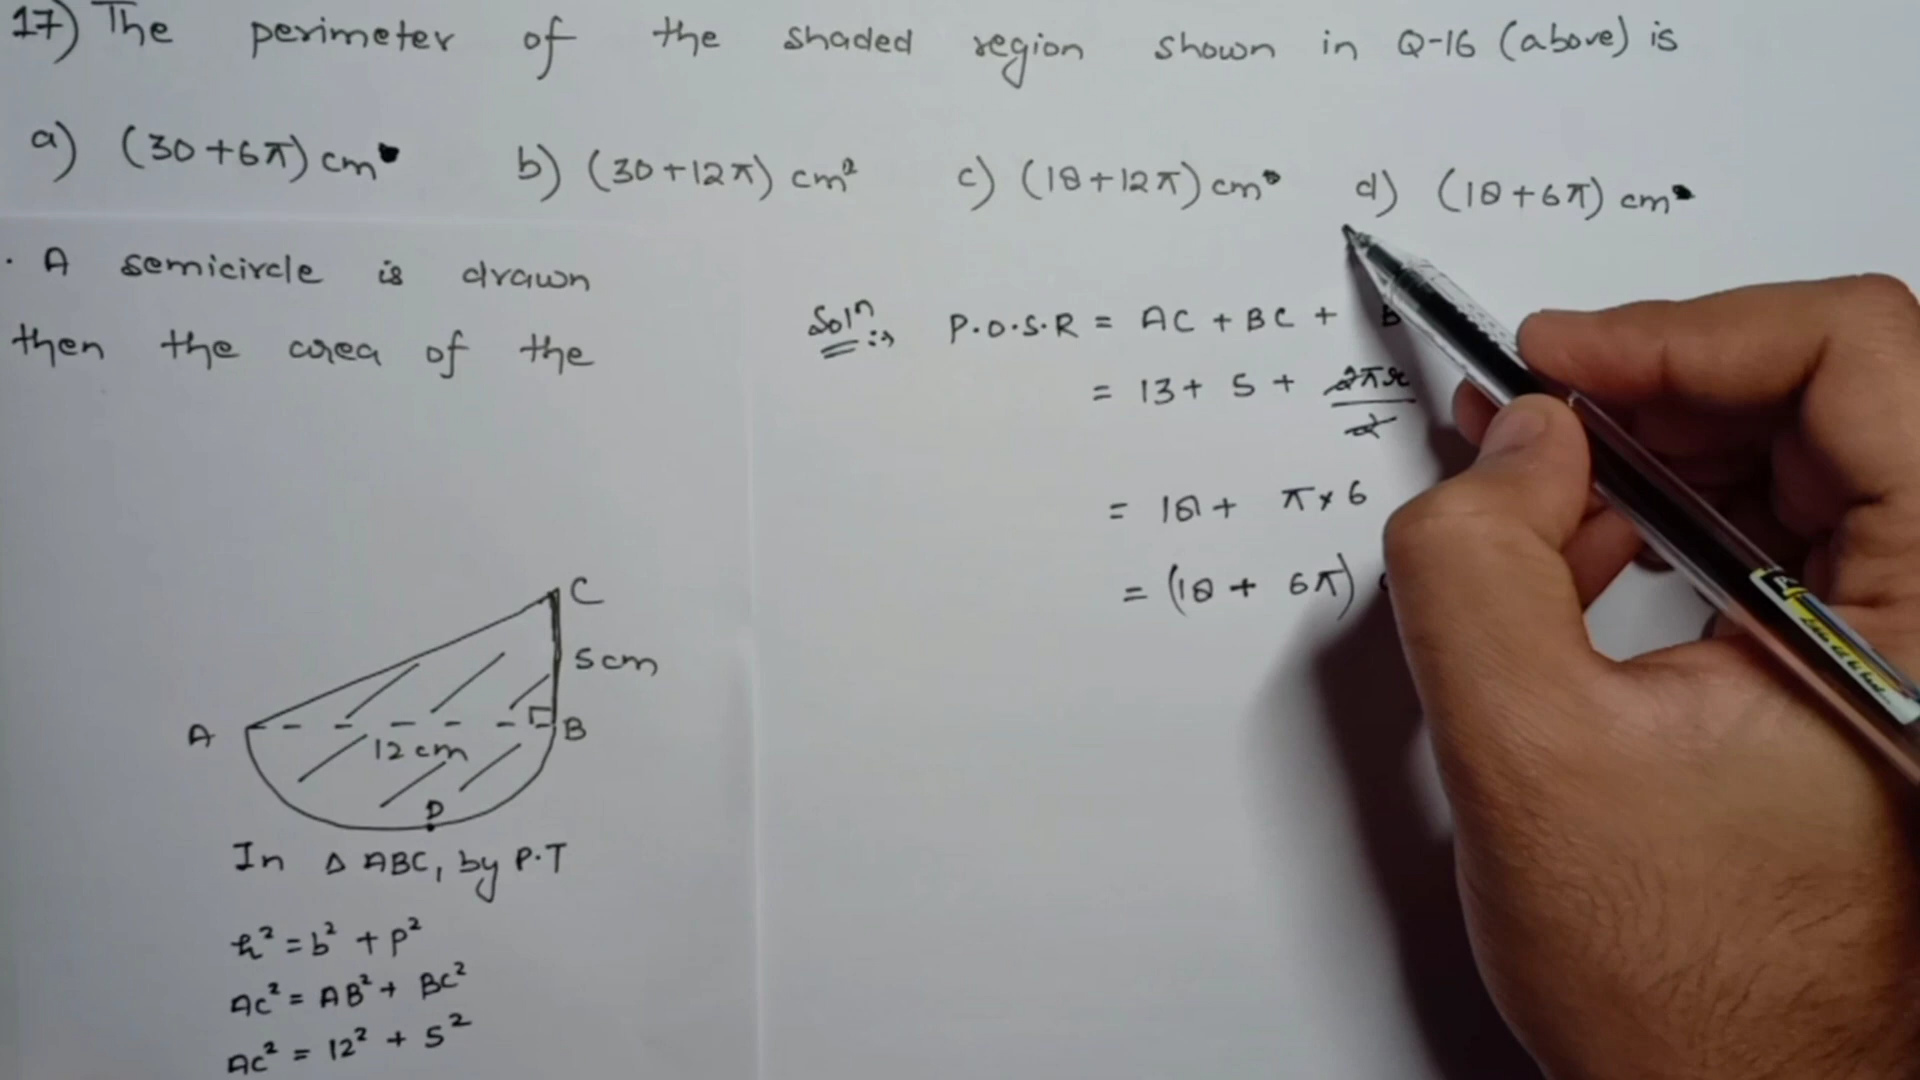 17) The perimeter of the shaded region shown in Q-16 (above) is
a) (30+6π) cm b) (30+12π) cm² c) (18+12π) cm d) (18+6π) cm
. A semicircle is drawn
then the area of the
Soln :→ P.O.S.R = AC + BC + B
= 13 + 5 + 2πr/2
= 18 + π×6
= (18 + 6π)
C
5cm
A
B
12 cm
D
In Δ ABC, by P.T
h² = b² + p²
AC² = AB² + BC²
AC² = 12² + 5²